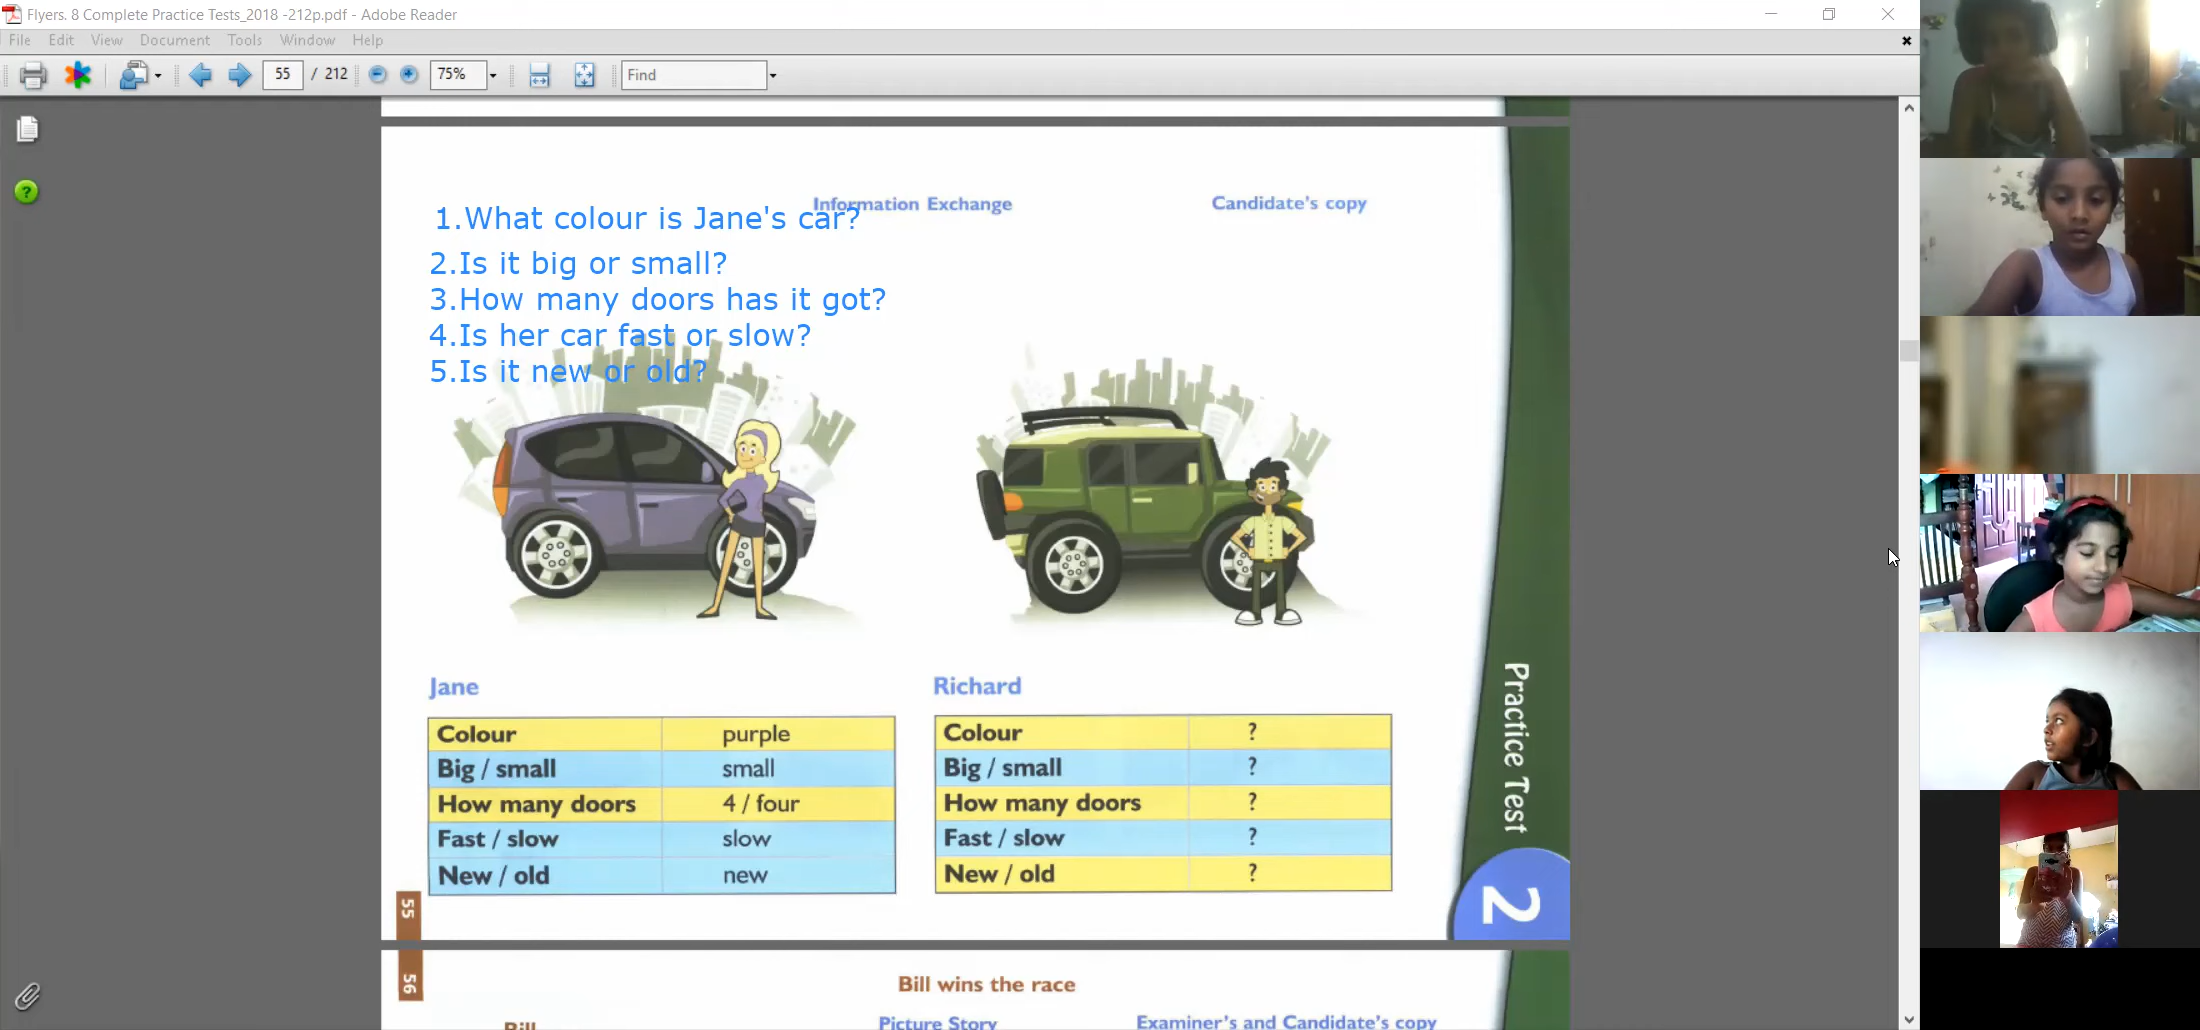 Flyers. 8 Complete Practice Tests_2018 -212p.pdf - Adobe Reader
File Edit View Document Tools Window Help
55 / 212 75% Find
Information Exchange Candidate's copy
1.What colour is Jane's car?
2.Is it big or small?
3.How many doors has it got?
4.Is her car fast or slow?
5.Is it new or old?
Jane
Colour purple
Big / small small
How many doors 4 / four
Fast / slow slow
New / old new
Richard
Colour ?
Big / small ?
How many doors ?
Fast / slow ?
New / old ?
Practice Test
2
55
56
Bill wins the race
Bill Picture Story Examiner's and Candidate's copy